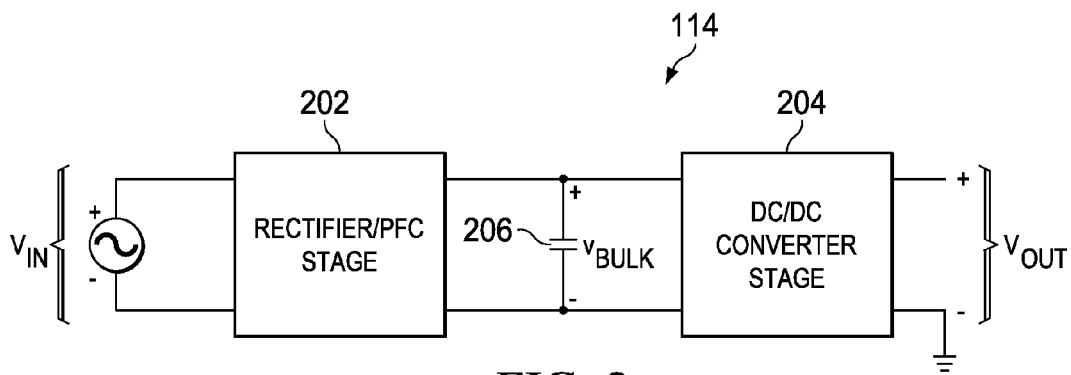 114
202
204
+
V_IN
-
RECTIFIER/PFC
STAGE
+
206
v_BULK
-
DC/DC
CONVERTER
STAGE
+
V_OUT
-